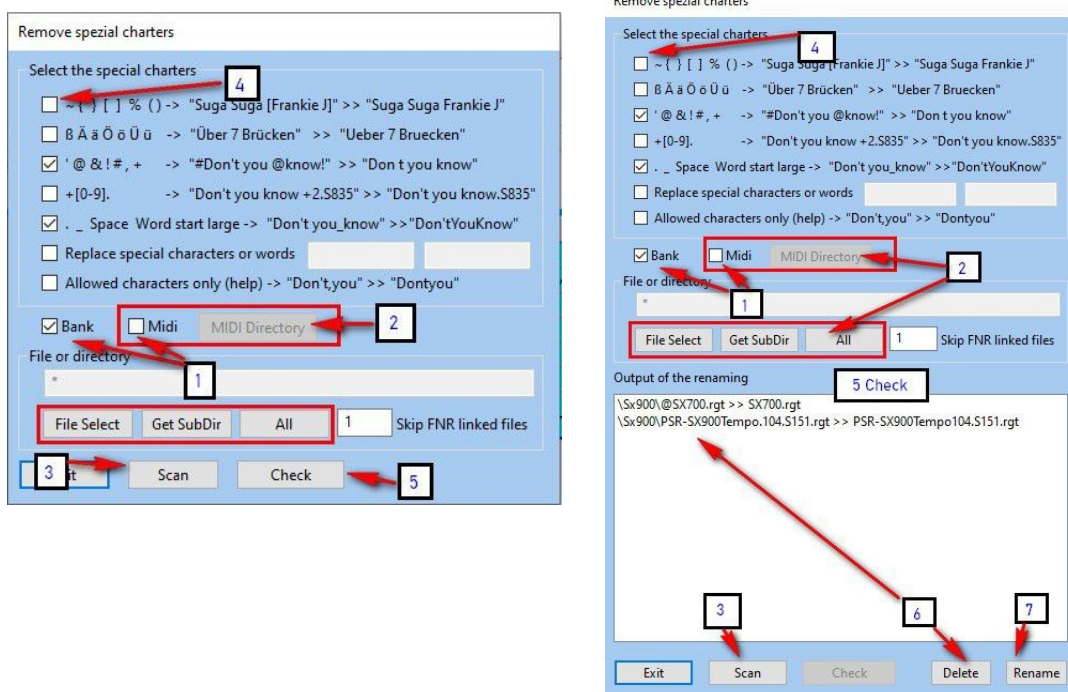 Remove spezial charters
Select the special charters
4
~ { } [ ] % ( ) -> "Suga Suga [Frankie J]" >> "Suga Suga Frankie J"
ß Ä ä Ö ö Ü ü -> "Über 7 Brücken" >> "Ueber 7 Bruecken"
' @ & ! # , + -> "#Don't you @know!" >> "Don t you know"
+[0-9]. -> "Don't you know +2.S835" >> "Don't you know.S835"
. _ Space Word start large -> "Don't you_know" >>"Don'tYouKnow"
Replace special characters or words
Allowed characters only (help) -> "Don't,you" >> "Dontyou"
Bank Midi MIDI Directory 2
File or directory
1
*
File Select Get SubDir All 1 Skip FNR linked files
3 it Scan Check 5
Remove spezial charters
Select the special charters
4
~ { } [ ] % ( ) -> "Suga Suga [Frankie J]" >> "Suga Suga Frankie J"
ß Ä ä Ö ö Ü ü -> "Über 7 Brücken" >> "Ueber 7 Bruecken"
' @ & ! # , + -> "#Don't you @know!" >> "Don t you know"
+[0-9]. -> "Don't you know +2.S835" >> "Don't you know.S835"
. _ Space Word start large -> "Don't you_know" >>"Don'tYouKnow"
Replace special characters or words
Allowed characters only (help) -> "Don't,you" >> "Dontyou"
Bank Midi MIDI Directory
2
File or directory
1
*
File Select Get SubDir All 1 Skip FNR linked files
Output of the renaming 5 Check
\Sx900\@SX700.rgt >> SX700.rgt
\Sx900\PSR-SX900Tempo.104.S151.rgt >> PSR-SX900Tempo104.S151.rgt
3 6 7
Exit Scan Check Delete Rename